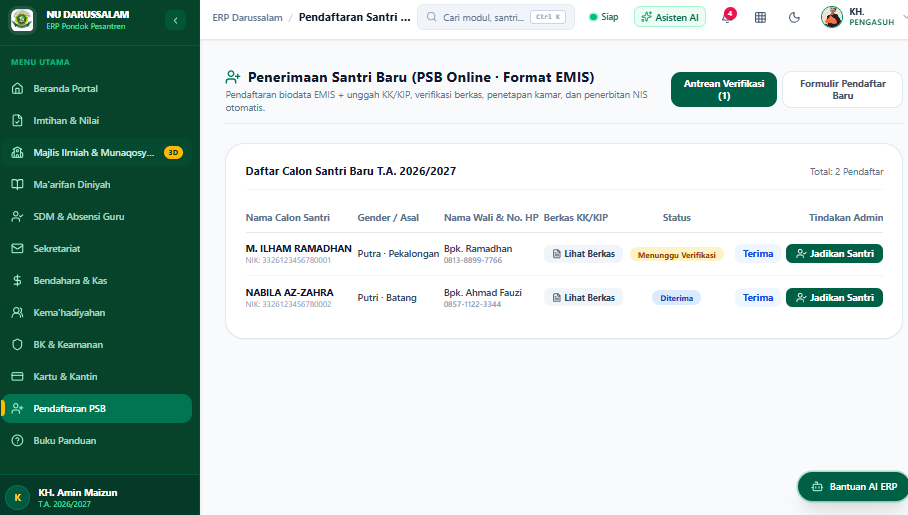 NU DARUSSALAM
ERP Pondok Pesantren
MENU UTAMA
Beranda Portal
Imtihan & Nilai
Majlis Ilmiah & Munaqosy... 3D
Ma'arifan Diniyah
SDM & Absensi Guru
Sekretariat
Bendahara & Kas
Kema'hadiyahan
BK & Keamanan
Kartu & Kantin
Pendaftaran PSB
Buku Panduan
K
KH. Amin Maizun
T.A. 2026/2027
ERP Darussalam / Pendaftaran Santri ...
Cari modul, santri... Ctrl K
Siap
Asisten AI
4
KH.
PENGASUH
Penerimaan Santri Baru (PSB Online · Format EMIS)
Pendaftaran biodata EMIS + unggah KK/KIP, verifikasi berkas, penetapan kamar, dan penerbitan NIS
otomatis.
Antrean Verifikasi
(1)
Formulir Pendaftar
Baru
Daftar Calon Santri Baru T.A. 2026/2027
Total: 2 Pendaftar
Nama Calon Santri Gender / Asal Nama Wali & No. HP Berkas KK/KIP Status Tindakan Admin
M. ILHAM RAMADHAN
NIK: 3326123456780001
Putra · Pekalongan
Bpk. Ramadhan
0813-8899-7766
Lihat Berkas
Menunggu Verifikasi
Terima
Jadikan Santri
NABILA AZ-ZAHRA
NIK: 3326123456780002
Putri · Batang
Bpk. Ahmad Fauzi
0857-1122-3344
Lihat Berkas
Diterima
Terima
Jadikan Santri
Bantuan AI ERP